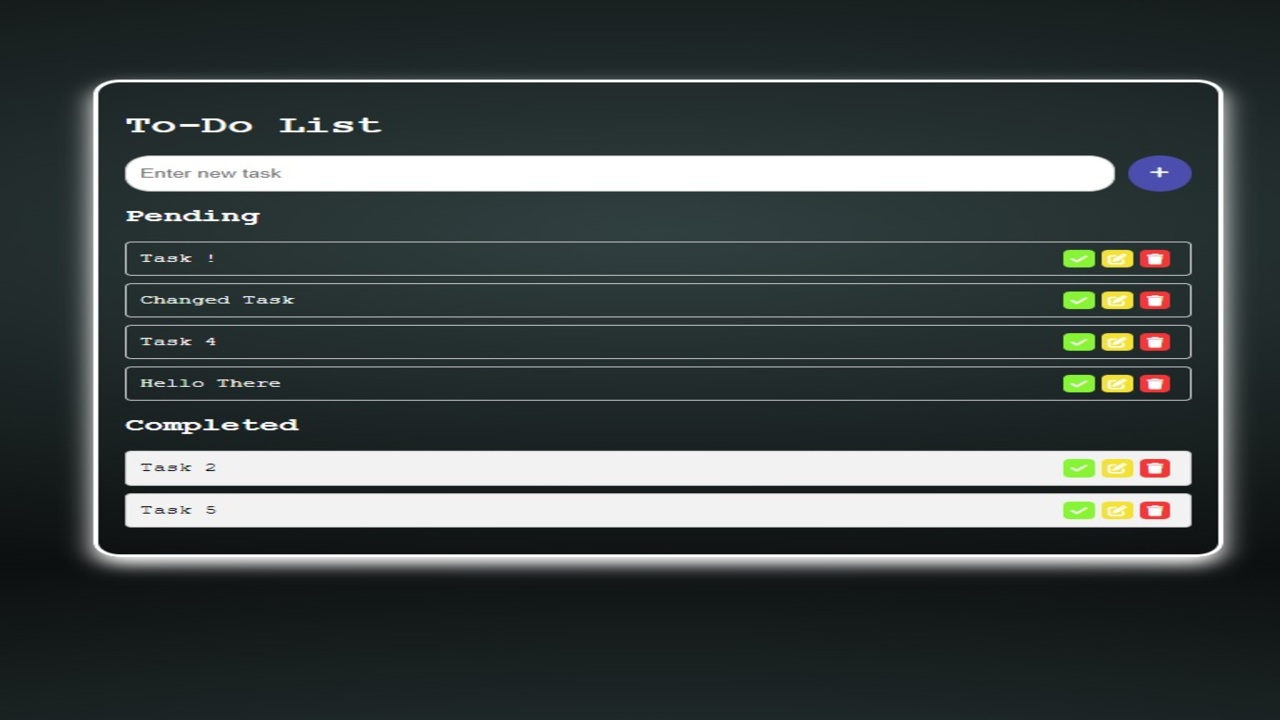 To-Do List
Enter new task
+
Pending
Task !
Changed Task
Task 4
Hello There
Completed
Task 2
Task 5